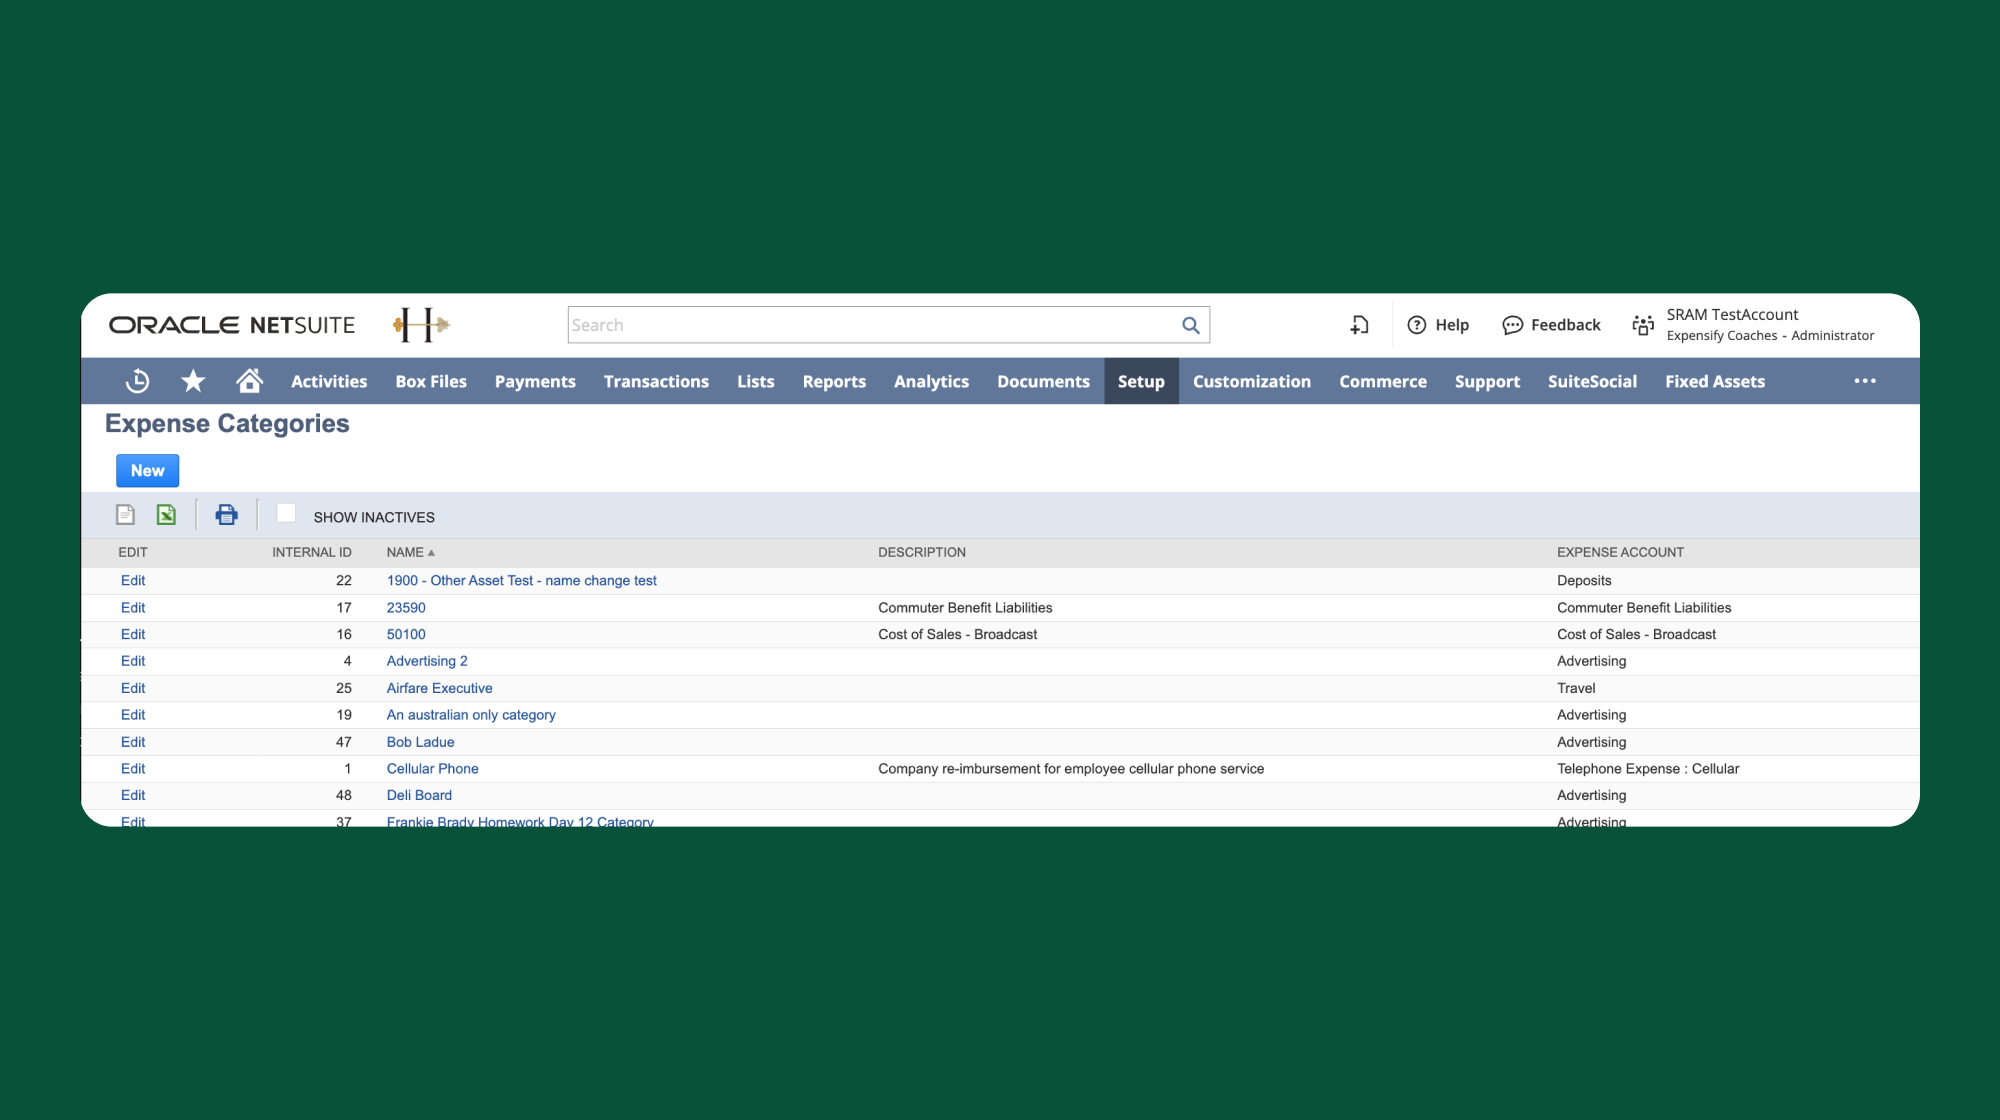 ORACLE NETSUITE
H
Search
Help
Feedback
SRAM TestAccount
Expensify Coaches - Administrator
Activities Box Files Payments Transactions Lists Reports Analytics Documents Setup Customization Commerce Support SuiteSocial Fixed Assets
Expense Categories
New
SHOW INACTIVES
EDIT INTERNAL ID NAME DESCRIPTION EXPENSE ACCOUNT
Edit 22 1900 - Other Asset Test - name change test Deposits
Edit 17 23590 Commuter Benefit Liabilities Commuter Benefit Liabilities
Edit 16 50100 Cost of Sales - Broadcast Cost of Sales - Broadcast
Edit 4 Advertising 2 Advertising
Edit 25 Airfare Executive Travel
Edit 19 An australian only category Advertising
Edit 47 Bob Ladue Advertising
Edit 1 Cellular Phone Company re-imbursement for employee cellular phone service Telephone Expense : Cellular
Edit 48 Deli Board Advertising
Edit 37 Frankie Brady Homework Day 12 Category Advertising